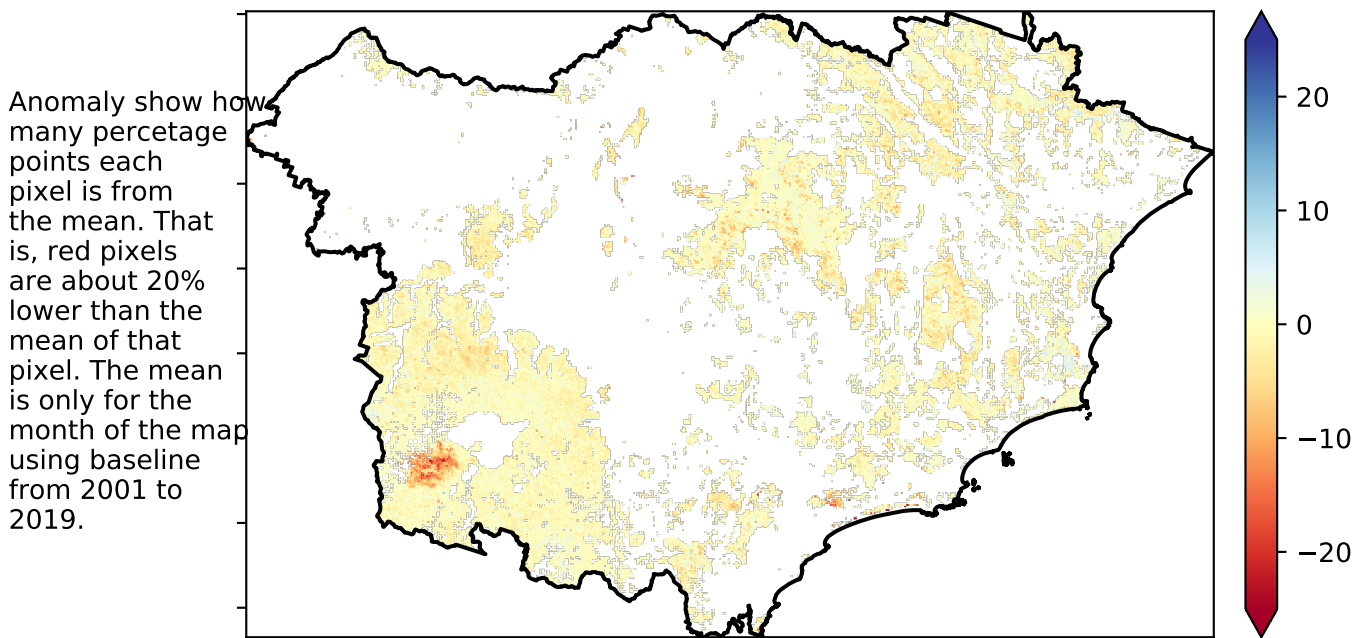 Anomaly show how
many percetage
points each
pixel is from
the mean. That
is, red pixels
are about 20%
lower than the
mean of that
pixel. The mean
is only for the
month of the map
using baseline
from 2001 to
2019.
20
10
0
−10
−20